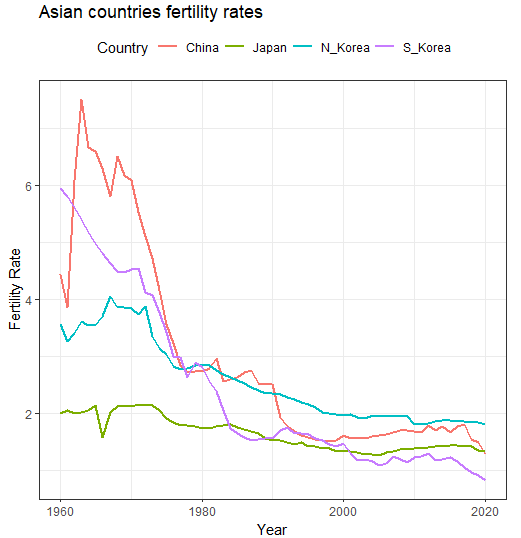 Asian countries fertility rates
Country China Japan N_Korea S_Korea
6
4
2
Fertility Rate
1960 1980 2000 2020
Year